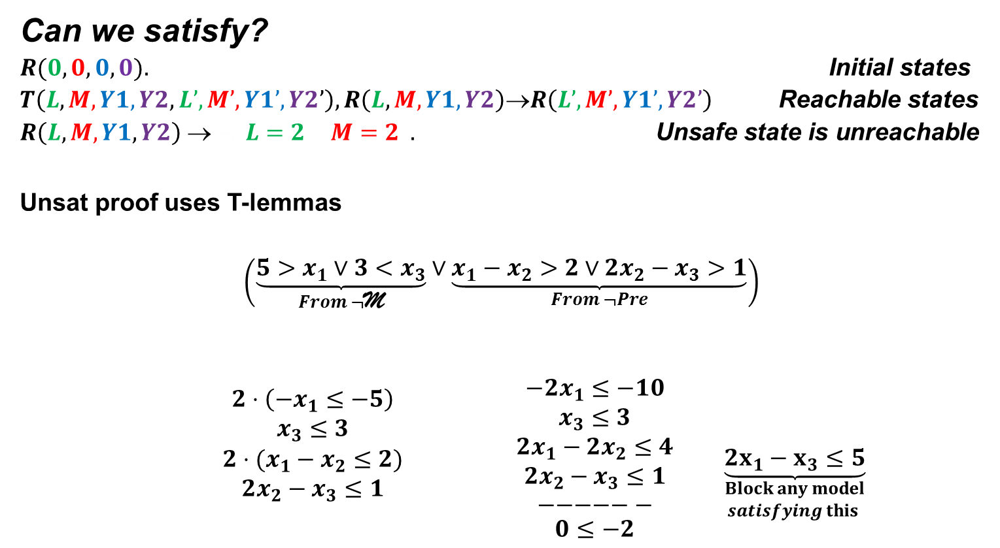 Can we satisfy?
R(0,0,0,0). Initial states
T(L,M,Y1,Y2,L’,M’,Y1’,Y2’),R(L,M,Y1,Y2)→R(L’,M’,Y1’,Y2’) Reachable states
R(L,M,Y1,Y2) → L = 2 M = 2 . Unsafe state is unreachable
Unsat proof uses T-lemmas
(5 > x₁ ∨ 3 < x₃ ∨ x₁ − x₂ > 2 ∨ 2x₂ − x₃ > 1)
From ¬ℳ From ¬Pre
2 · (−x₁ ≤ −5)
x₃ ≤ 3
2 · (x₁ − x₂ ≤ 2)
2x₂ − x₃ ≤ 1
−2x₁ ≤ −10
x₃ ≤ 3
2x₁ − 2x₂ ≤ 4
2x₂ − x₃ ≤ 1
−−−−−− −
0 ≤ −2
2x₁ − x₃ ≤ 5
Block any model
satisfying this